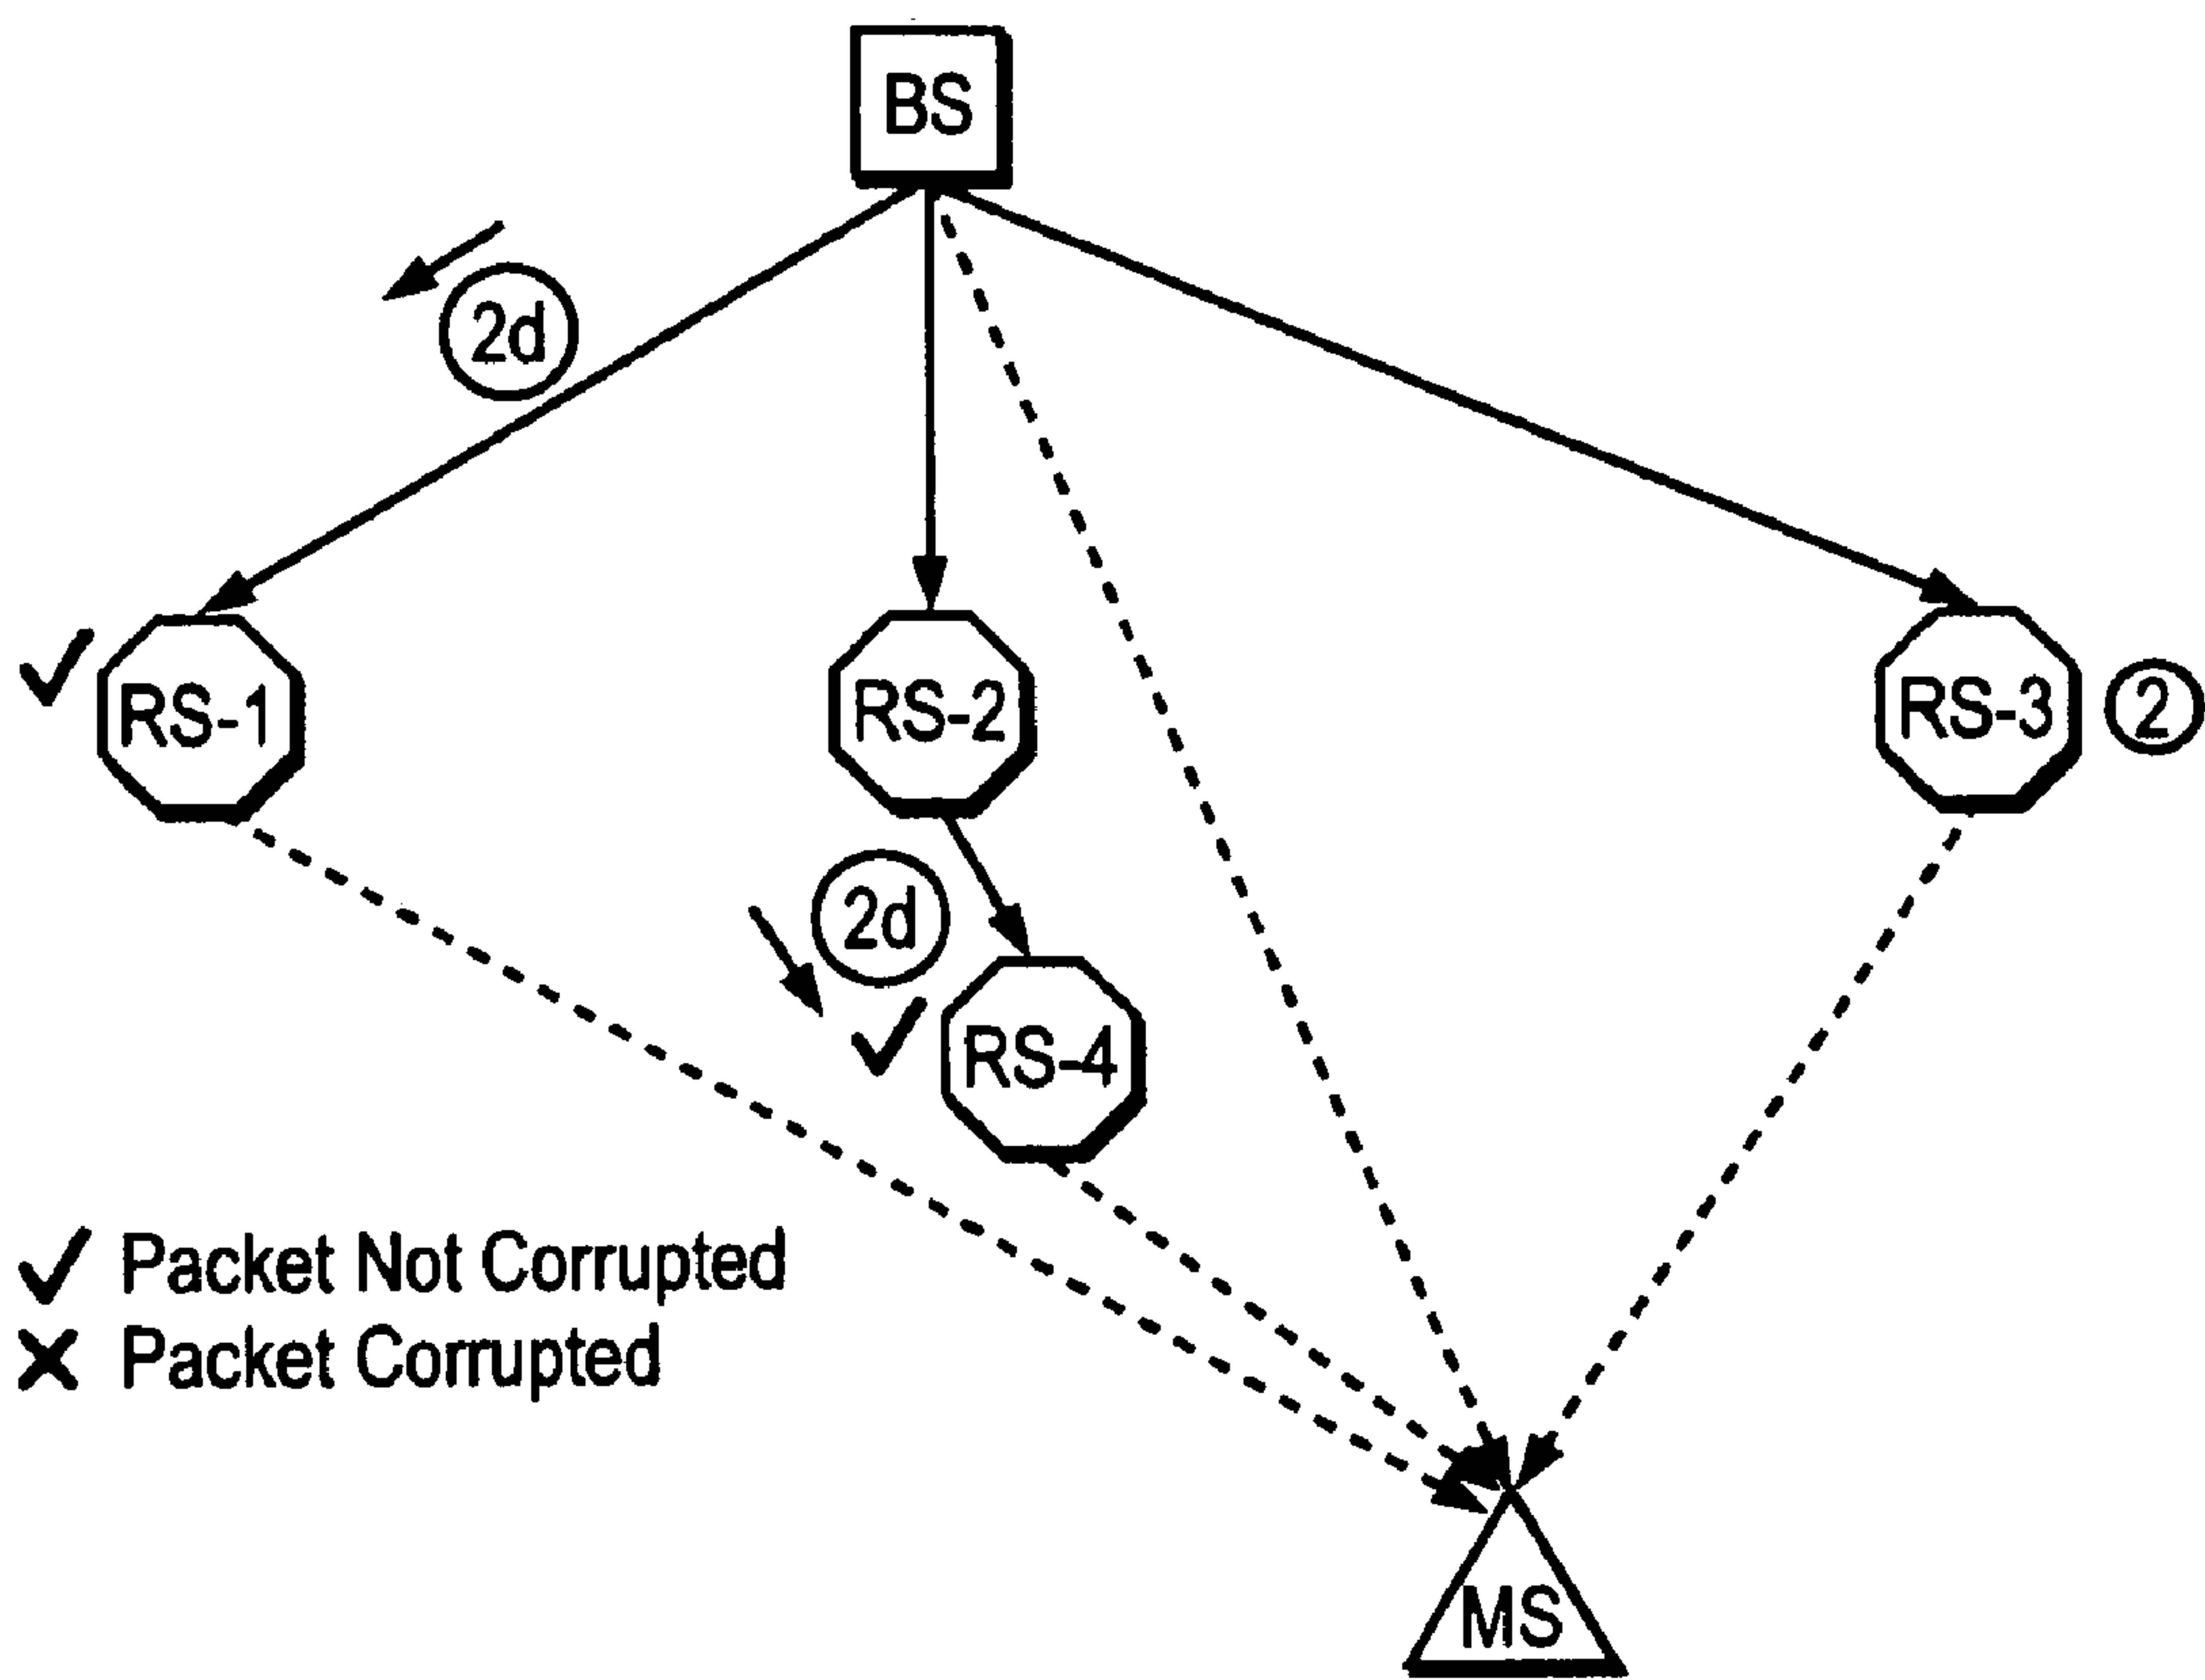 BS
2d
RS-1
RS-2
RS-3
2
2d
RS-4
Packet Not Corrupted
Packet Corrupted
MS